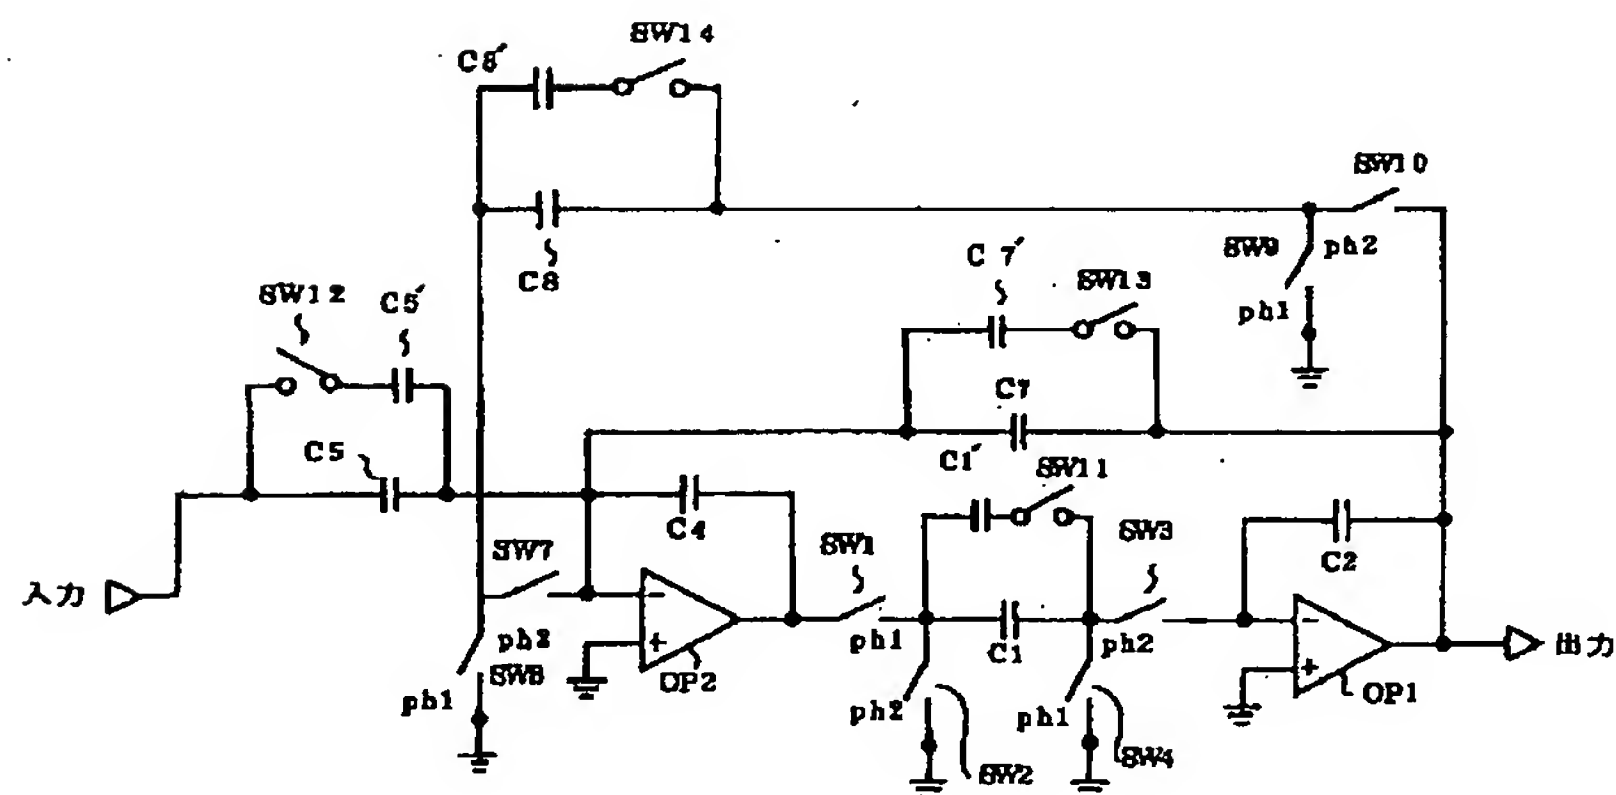 SW14
C8′
SW10
SW9 ph2
C8
C7′
SW13
SW12 C5′
ph1
C7
C5
C1′ SW11
C4
SW7
SW1
SW3
C2
入力
ph2
ph1
C1
ph2
出力
SW8
OP2
ph1
ph2
ph1
OP1
SW2
SW4